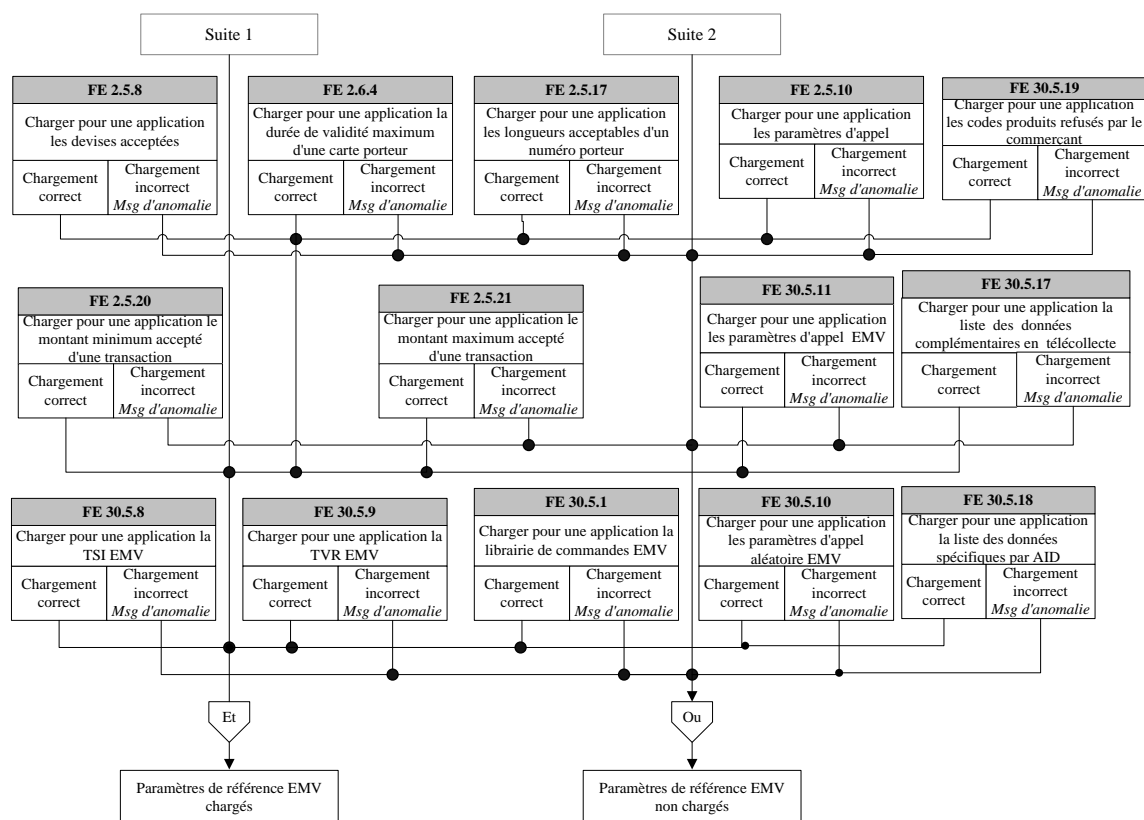 Suite 1
Suite 2
FE 2.5.8
Charger pour une application
les devises acceptées
Chargement
correct
Chargement
incorrect
Msg d'anomalie
FE 2.6.4
Charger pour une application la
durée de validité maximum
d'une carte porteur
Chargement
correct
Chargement
incorrect
Msg d'anomalie
FE 2.5.17
Charger pour une application
les longueurs acceptables d'un
numéro porteur
Chargement
correct
Chargement
incorrect
Msg d'anomalie
FE 2.5.10
Charger pour une application
les paramètres d'appel
Chargement
correct
Chargement
incorrect
Msg d'anomalie
FE 30.5.19
Charger pour une application
les codes produits refusés par le
commerçant
Chargement
correct
Chargement
incorrect
Msg d'anomalie
FE 2.5.20
Charger pour une application le
montant minimum accepté
d'une transaction
Chargement
correct
Chargement
incorrect
Msg d'anomalie
FE 2.5.21
Charger pour une application le
montant maximum accepté
d'une transaction
Chargement
correct
Chargement
incorrect
Msg d'anomalie
FE 30.5.11
Charger pour une application
les paramètres d'appel EMV
Chargement
correct
Chargement
incorrect
Msg d'anomalie
FE 30.5.17
Charger pour une application la
liste des données
complémentaires en télécollecte
Chargement
correct
Chargement
incorrect
Msg d'anomalie
FE 30.5.8
Charger pour une application la
TSI EMV
Chargement
correct
Chargement
incorrect
Msg d'anomalie
FE 30.5.9
Charger pour une application la
TVR EMV
Chargement
correct
Chargement
incorrect
Msg d'anomalie
FE 30.5.1
Charger pour une application la
librairie de commandes EMV
Chargement
correct
Chargement
incorrect
Msg d'anomalie
FE 30.5.10
Charger pour une application
les paramètres d'appel
aléatoire EMV
Chargement
correct
Chargement
incorrect
Msg d'anomalie
FE 30.5.18
Charger pour une application
la liste des données
spécifiques par AID
Chargement
correct
Chargement
incorrect
Msg d'anomalie
Et
Ou
Paramètres de référence EMV
chargés
Paramètres de référence EMV
non chargés